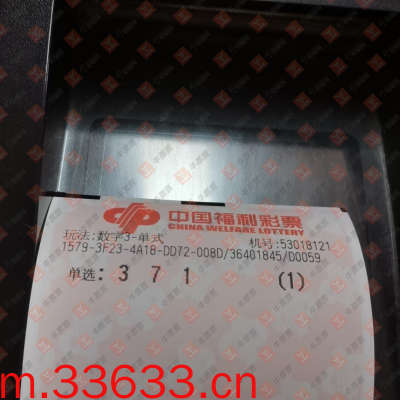 中国福利彩票
CHINA WELFARE LOTTERY
玩法:数字3-单式 机号:53018121
1579-3F23-4A18-DD72-008D/36401845/D0059
单选: 3 7 1 (1)
m.33633.cn